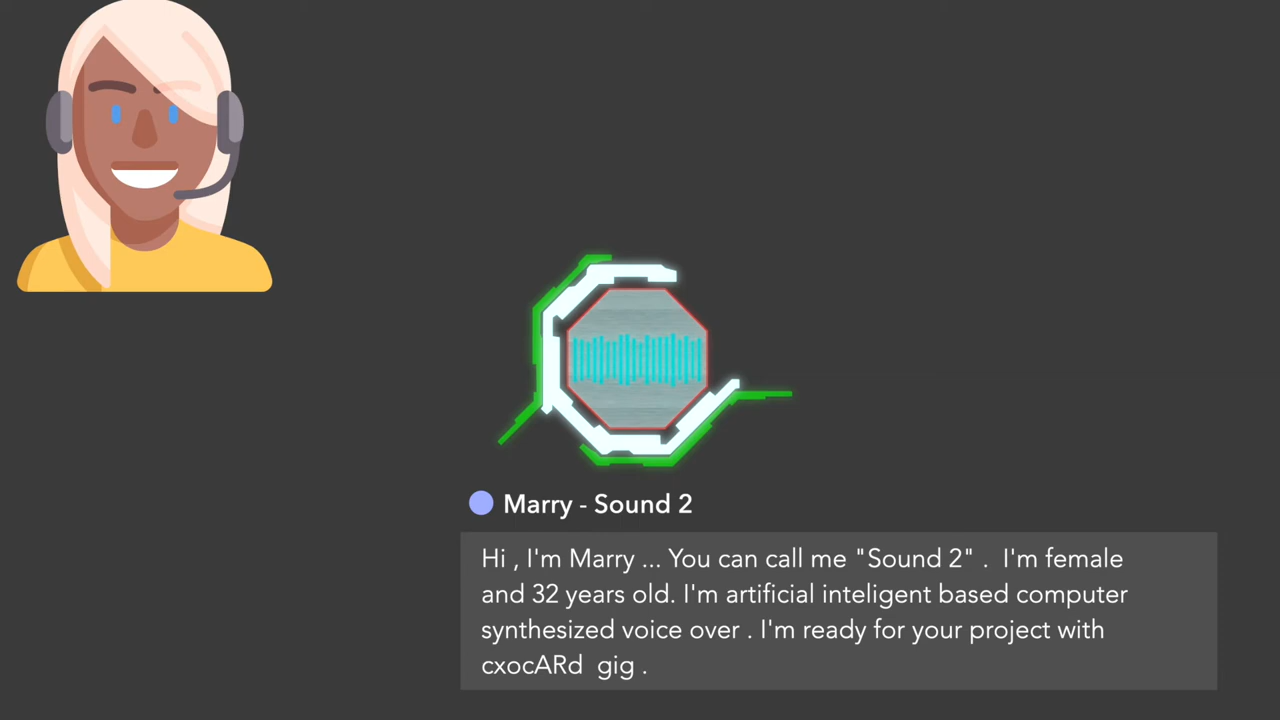 Marry - Sound 2
Hi , I'm Marry ... You can call me "Sound 2" .  I'm female
and 32 years old. I'm artificial inteligent based computer
synthesized voice over . I'm ready for your project with
cxocARd  gig .